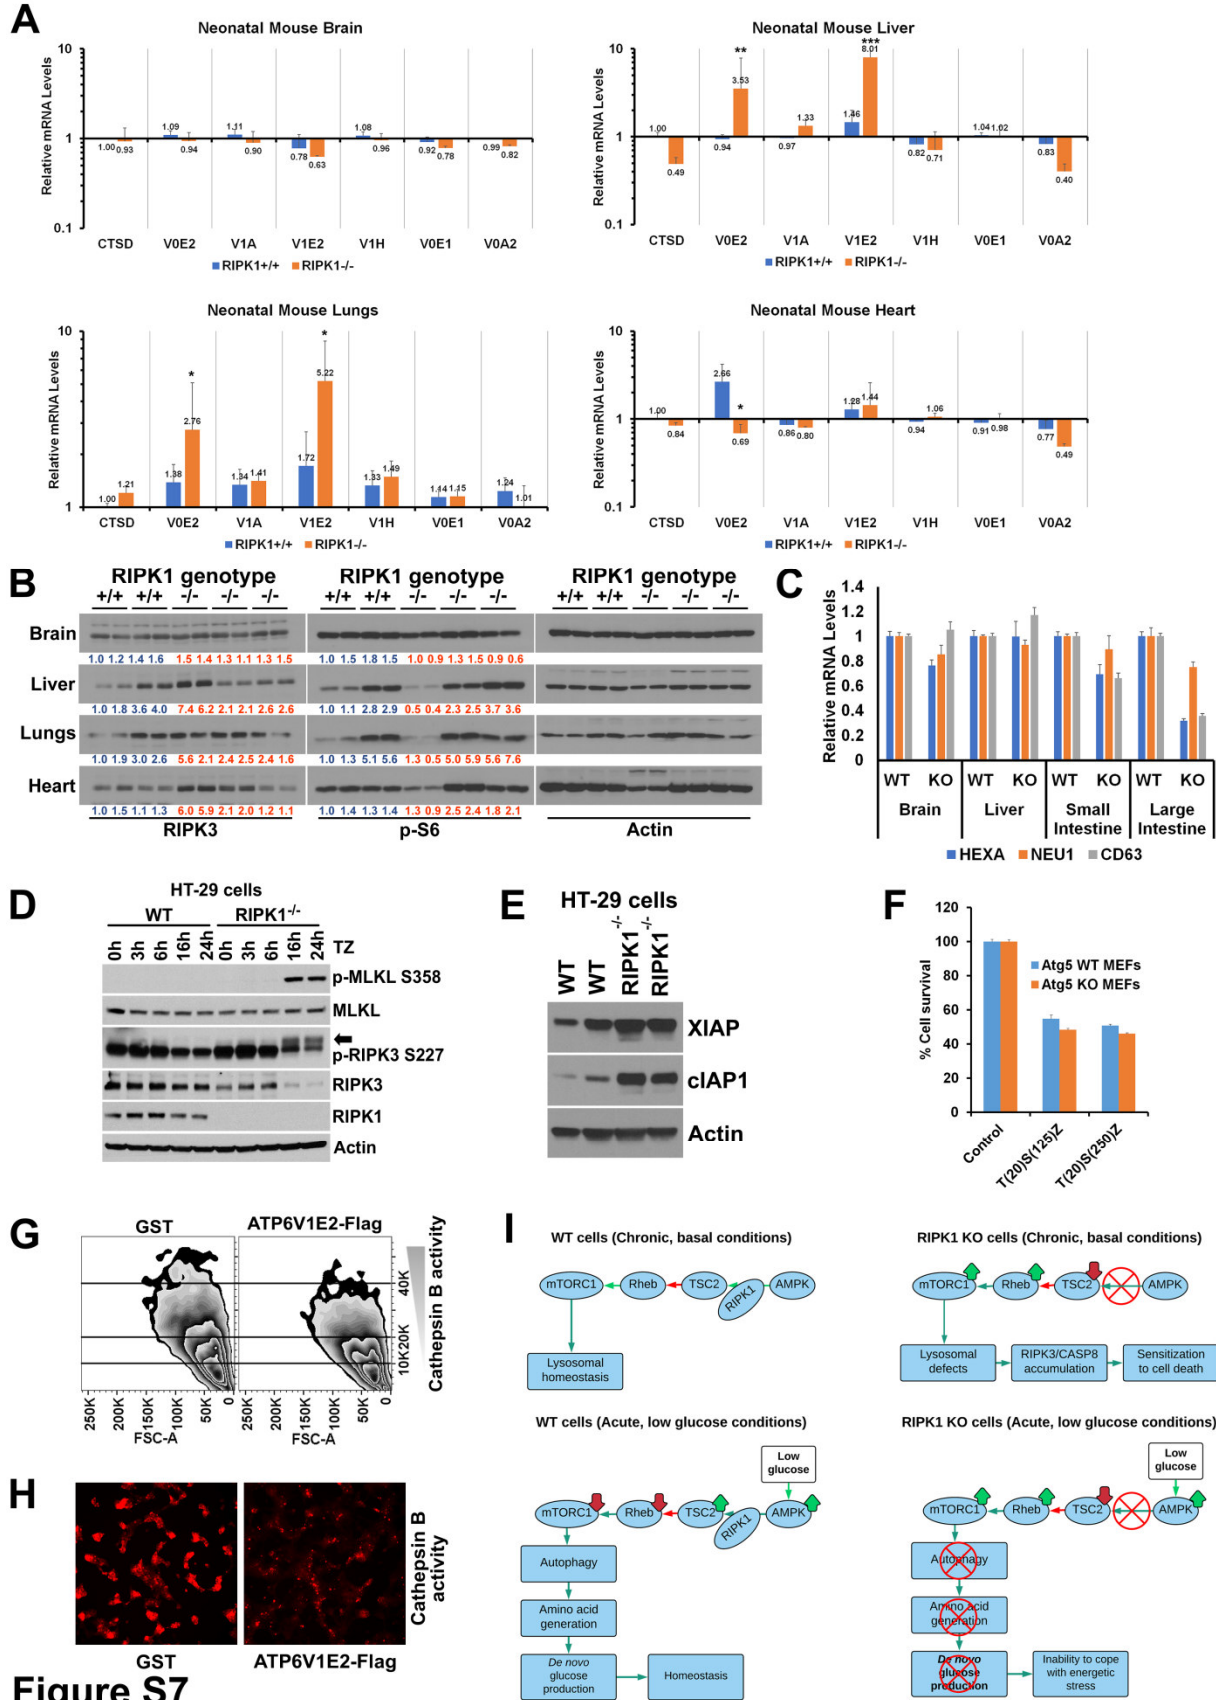 A
Neonatal Mouse Brain
Relative mRNA Levels
10
1
0.1
1.00
0.93
1.09
0.94
1.11
0.90
0.78
0.63
1.08
0.96
0.92
0.78
0.99
0.82
CTSD V0E2 V1A V1E2 V1H V0E1 V0A2
RIPK1+/+ RIPK1-/-
Neonatal Mouse Liver
Relative mRNA Levels
10
1
0.1
1.00
0.49
0.94
**
3.53
0.97
1.33
1.46
***
8.01
0.82
0.71
1.04
1.02
0.83
0.40
CTSD V0E2 V1A V1E2 V1H V0E1 V0A2
RIPK1+/+ RIPK1-/-
Neonatal Mouse Lungs
Relative mRNA Levels
10
1
1.00
1.21
1.38
*
2.76
1.34
1.41
1.72
*
5.22
1.33
1.49
1.14
1.15
1.24
1.01
CTSD V0E2 V1A V1E2 V1H V0E1 V0A2
RIPK1+/+ RIPK1-/-
Neonatal Mouse Heart
Relative mRNA Levels
10
1
0.1
1.00
0.84
2.66
*
0.69
0.86
0.80
1.28
1.44
0.94
1.06
0.91
0.98
0.77
0.49
CTSD V0E2 V1A V1E2 V1H V0E1 V0A2
RIPK1+/+ RIPK1-/-
B
RIPK1 genotype RIPK1 genotype RIPK1 genotype
+/+ +/+ -/- -/- -/- +/+ +/+ -/- -/- -/- +/+ +/+ -/- -/- -/-
Brain
1.0 1.2 1.4 1.6 1.5 1.4 1.3 1.1 1.3 1.5 1.0 1.5 1.8 1.5 1.0 0.9 1.3 1.5 0.9 0.6
Liver
1.0 1.8 3.6 4.0 7.4 6.2 2.1 2.1 2.6 2.6 1.0 1.1 2.8 2.9 0.5 0.4 2.3 2.5 3.7 3.6
Lungs
1.0 1.9 3.0 2.6 5.6 2.1 2.4 2.5 2.4 1.6 1.0 1.3 5.1 5.6 1.3 0.5 5.0 5.9 5.6 7.6
Heart
1.0 1.5 1.1 1.3 6.0 5.9 2.1 2.0 1.2 1.1 1.0 1.4 1.3 1.4 1.3 0.9 2.5 2.4 1.8 2.1
RIPK3 p-S6 Actin
C
Relative mRNA Levels
1.4
1.2
1
0.8
0.6
0.4
0.2
0
WT KO WT KO WT KO WT KO
Brain Liver Small Intestine Large Intestine
HEXA NEU1 CD63
D
HT-29 cells
WT RIPK1-/-
0h 3h 6h 16h 24h 0h 3h 6h 16h 24h TZ
p-MLKL S358
MLKL
p-RIPK3 S227
RIPK3
RIPK1
Actin
E
HT-29 cells
WT WT RIPK1-/- RIPK1-/-
XIAP
cIAP1
Actin
F
% Cell survival
120
100
80
60
40
20
0
Atg5 WT MEFs
Atg5 KO MEFs
Control T(20)S(125)Z T(20)S(250)Z
G
GST ATP6V1E2-Flag
Cathepsin B activity
40K
20K
10K
250K 200K 150K 100K 50K 0 250K 200K 150K 100K 50K 0
FSC-A FSC-A
H
Cathepsin B
activity
GST ATP6V1E2-Flag
I
WT cells (Chronic, basal conditions)
mTORC1 Rheb TSC2 RIPK1 AMPK
Lysosomal
homeostasis
RIPK1 KO cells (Chronic, basal conditions)
mTORC1 Rheb TSC2 AMPK
Lysosomal
defects
RIPK3/CASP8
accumulation
Sensitization
to cell death
WT cells (Acute, low glucose conditions)
Low
glucose
mTORC1 Rheb TSC2 RIPK1 AMPK
Autophagy
Amino acid
generation
De novo
glucose
production
Homeostasis
RIPK1 KO cells (Acute, low glucose conditions)
Low
glucose
mTORC1 Rheb TSC2 AMPK
Autophagy
Amino acid
generation
De novo
glucose
production
Inability to cope
with energetic
stress
Figure S7